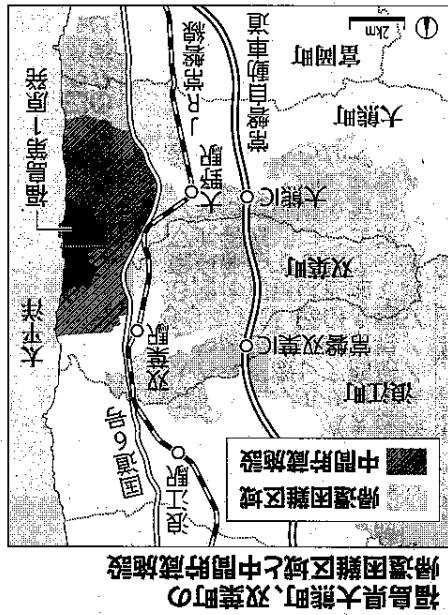 福島県大熊町、双葉町の
帰還困難区域と中間貯蔵施設
帰還困難区域
中間貯蔵施設
浪江駅
浪江町
国道6号
常磐双葉IC
双葉駅
太平洋
双葉町
大熊IC
大野駅
福島第1原発
大熊町
常磐自動車道
JR常磐線
富岡町
2km